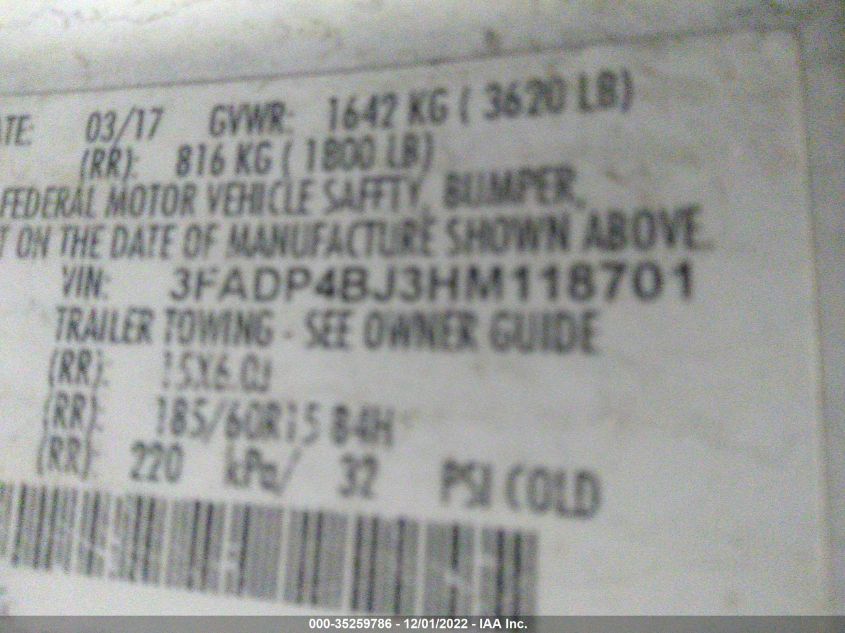 ATE: 03/17 GVWR: 1642 KG ( 3620 LB)
(RR): 816 KG ( 1800 LB)
FEDERAL MOTOR VEHICLE SAFETY, BUMPER,
T ON THE DATE OF MANUFACTURE SHOWN ABOVE.
VIN: 3FADP4BJ3HM118701
TRAILER TOWING - SEE OWNER GUIDE
(RR): 15X6.0J
(RR): 185/60R15 84H
(RR): 220 kPa/ 32 PSI COLD
000-35259786 - 12/01/2022 - IAA Inc.